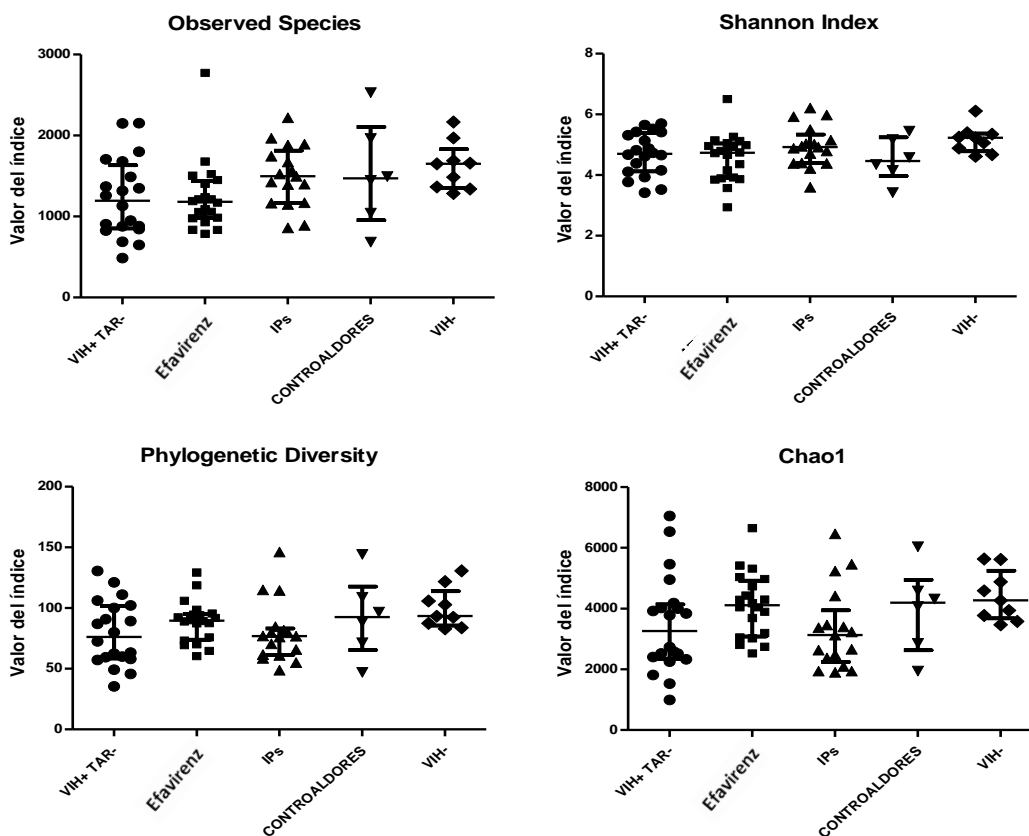 Observed Species
Valor del índice
3000
2000
1000
0
VIH+ TAR-
Efavirenz
IPs
CONTROALDORES
VIH-
Shannon Index
Valor del índice
8
6
4
2
0
VIH+ TAR-
Efavirenz
IPs
CONTROALDORES
VIH-
Phylogenetic Diversity
Valor del índice
200
150
100
50
0
VIH+ TAR-
Efavirenz
IPs
CONTROALDORES
VIH-
Chao1
Valor del índice
8000
6000
4000
2000
0
VIH+ TAR-
Efavirenz
IPs
CONTROALDORES
VIH-